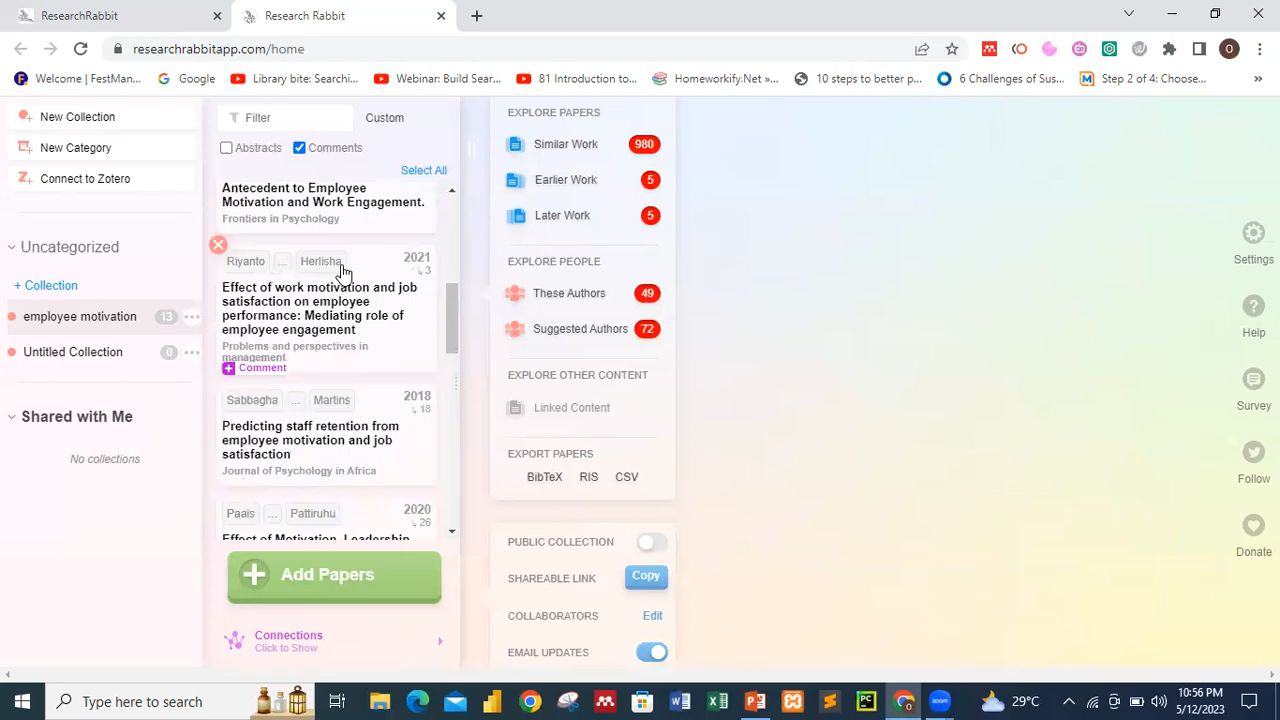 ResearchRabbit
Research Rabbit
researchrabbitapp.com/home
O
Welcome | FestMan...
Google
Library bite: Searchi...
Webinar: Build Sear...
81 Introduction to...
Homeworkify.Net »...
10 steps to better p...
6 Challenges of Sus...
Step 2 of 4: Choose...
»
New Collection
New Category
Connect to Zotero
Uncategorized
+ Collection
employee motivation 13
Untitled Collection 0
Shared with Me
No collections
Filter
Custom
Abstracts
Comments
Select All
Antecedent to Employee
Motivation and Work Engagement.
Frontiers in Psychology
Riyanto ... Herlisha 2021
3
Effect of work motivation and job
satisfaction on employee
performance: Mediating role of
employee engagement
Problems and perspectives in
management
Comment
Sabbagha ... Martins 2018
18
Predicting staff retention from
employee motivation and job
satisfaction
Journal of Psychology in Africa
Paais ... Pattiruhu 2020
26
Effect of Motivation, Leadership
Add Papers
Connections
Click to Show
EXPLORE PAPERS
Similar Work 980
Earlier Work 5
Later Work 5
EXPLORE PEOPLE
These Authors 49
Suggested Authors 72
EXPLORE OTHER CONTENT
Linked Content
EXPORT PAPERS
BibTeX RIS CSV
PUBLIC COLLECTION
SHAREABLE LINK Copy
COLLABORATORS Edit
EMAIL UPDATES
Settings
Help
Survey
Follow
Donate
Type here to search
29°C
10:56 PM
5/12/2023